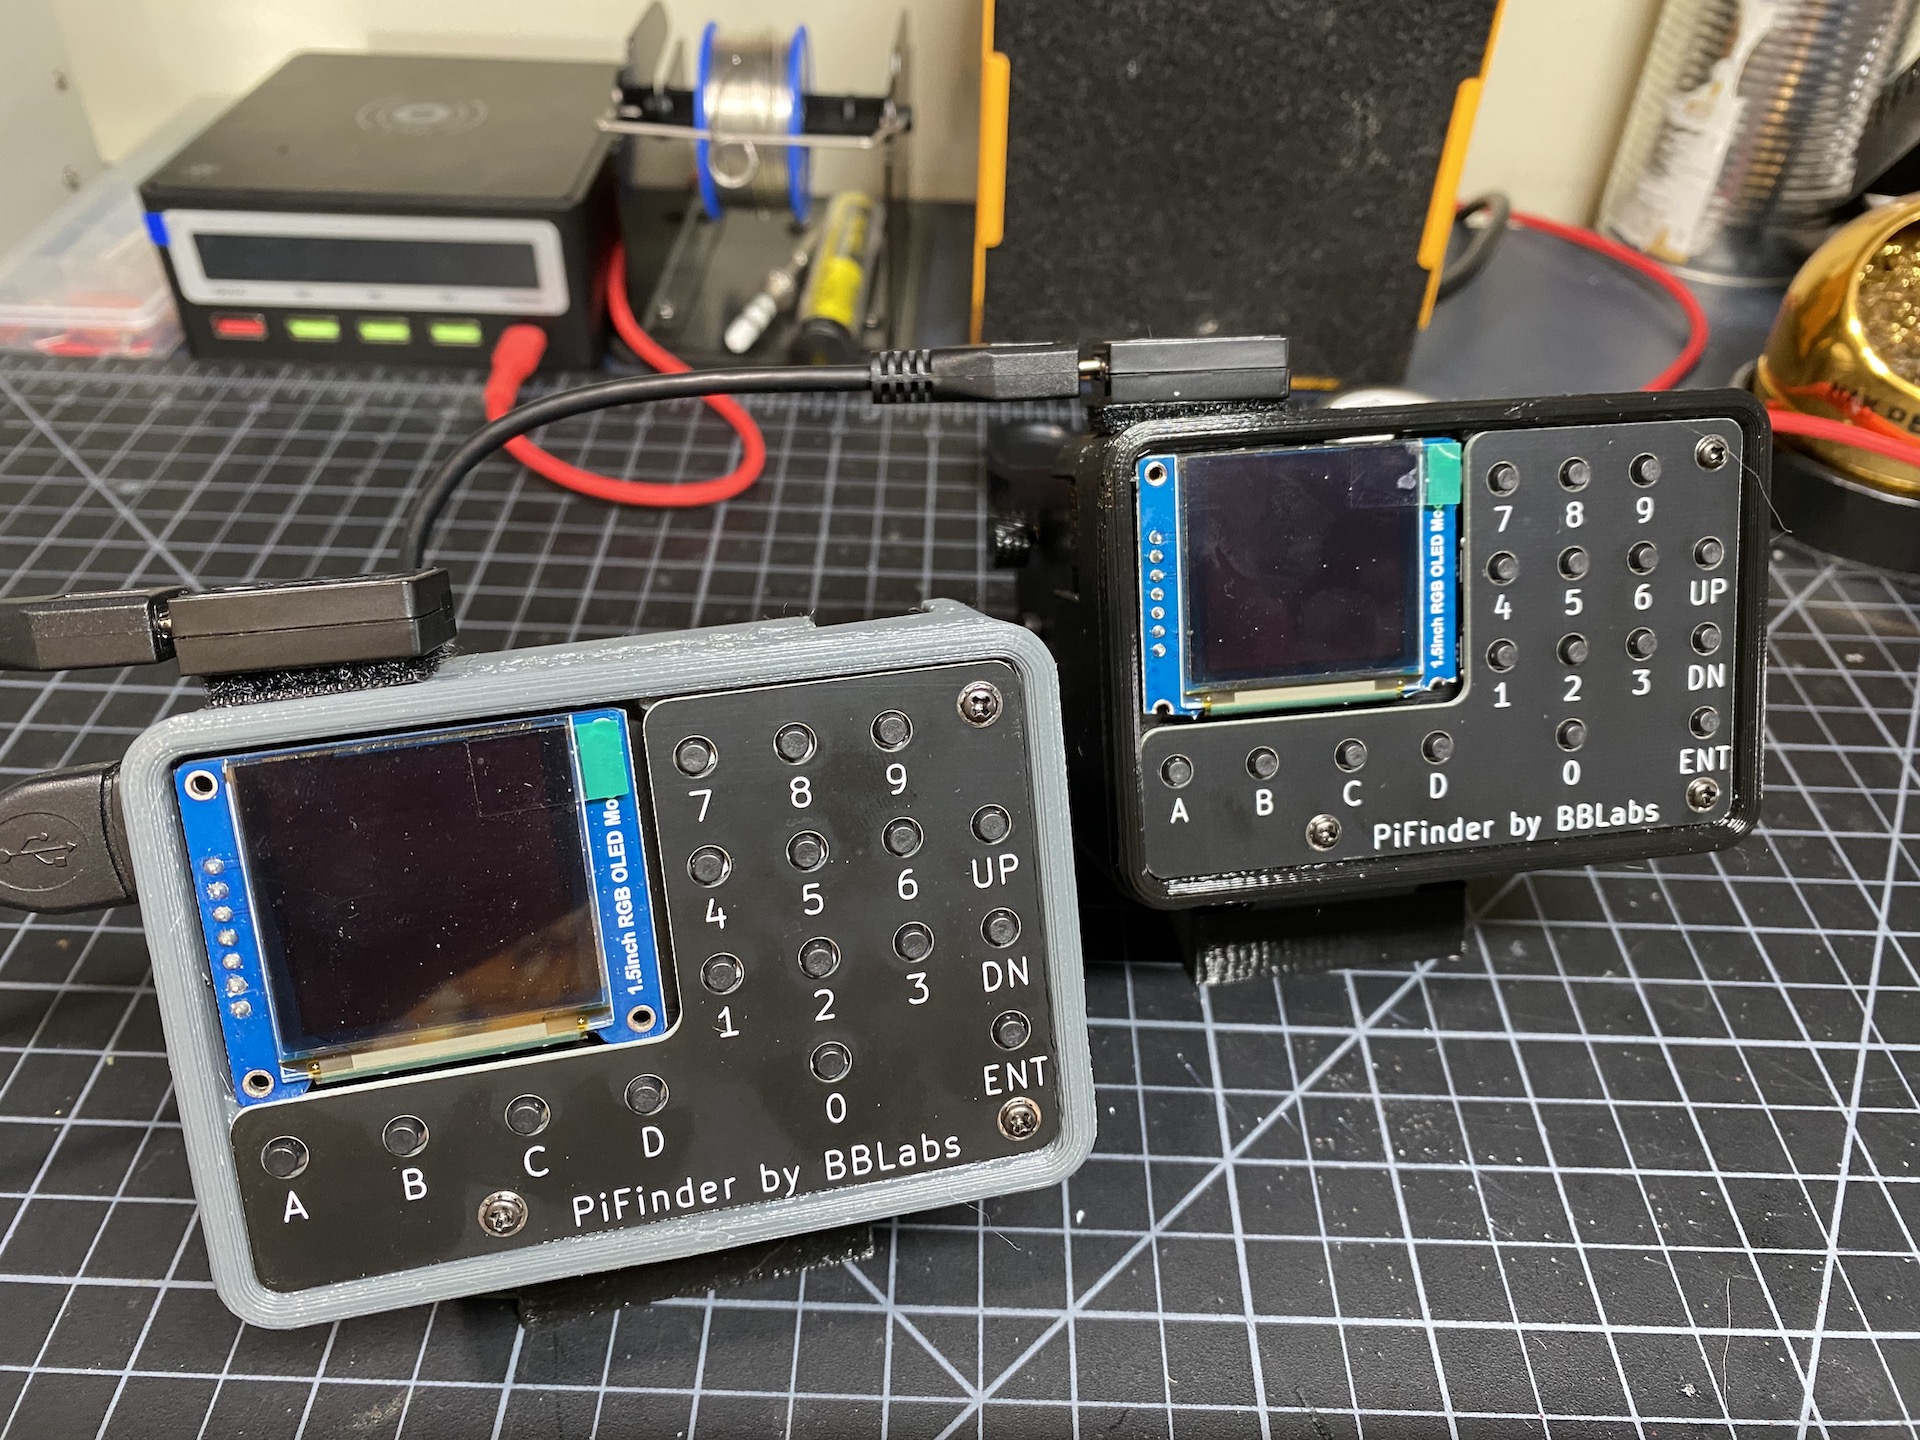 1.5inch RGB OLED Mo
7 8 9
4 5 6 UP
1 2 3 DN
0 ENT
A B C D
PiFinder by BBLabs
1.5inch RGB OLED Mo
7 8 9
4 5 6 UP
1 2 3 DN
A B C D 0 ENT
PiFinder by BBLabs